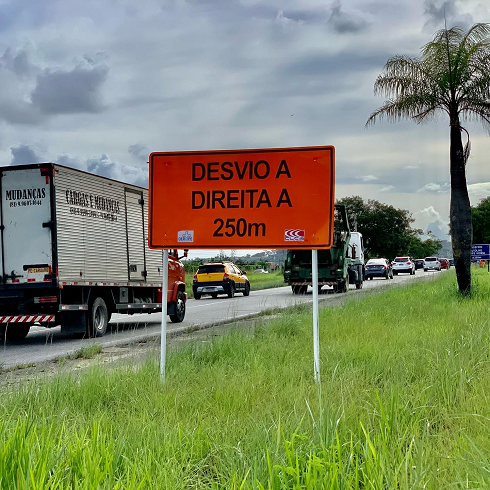 DESVIO A
DIREITA A
250m
MUDANÇAS
CARGAS E MUDANÇAS